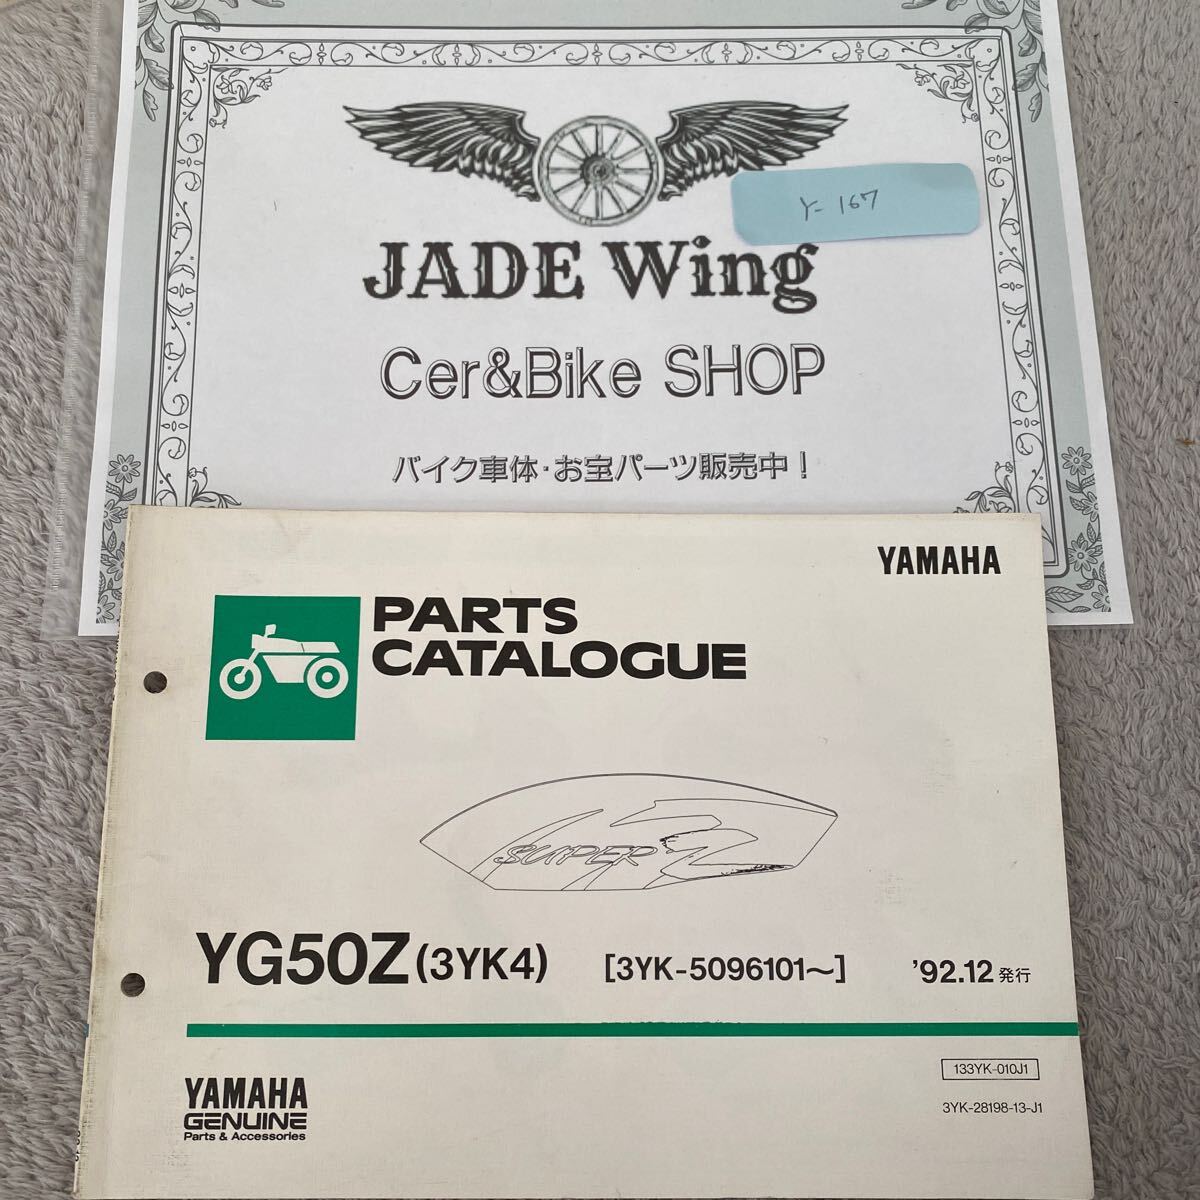 Y-167
JADE Wing
Cer&Bike SHOP
バイク車体・お宝パーツ販売中！
YAMAHA
PARTS
CATALOGUE
SUPER Z
YG50Z(3YK4) [3YK-5096101〜] '92.12 発行
133YK-010J1
3YK-28198-13-J1
YAMAHA
GENUINE
Parts & Accessories